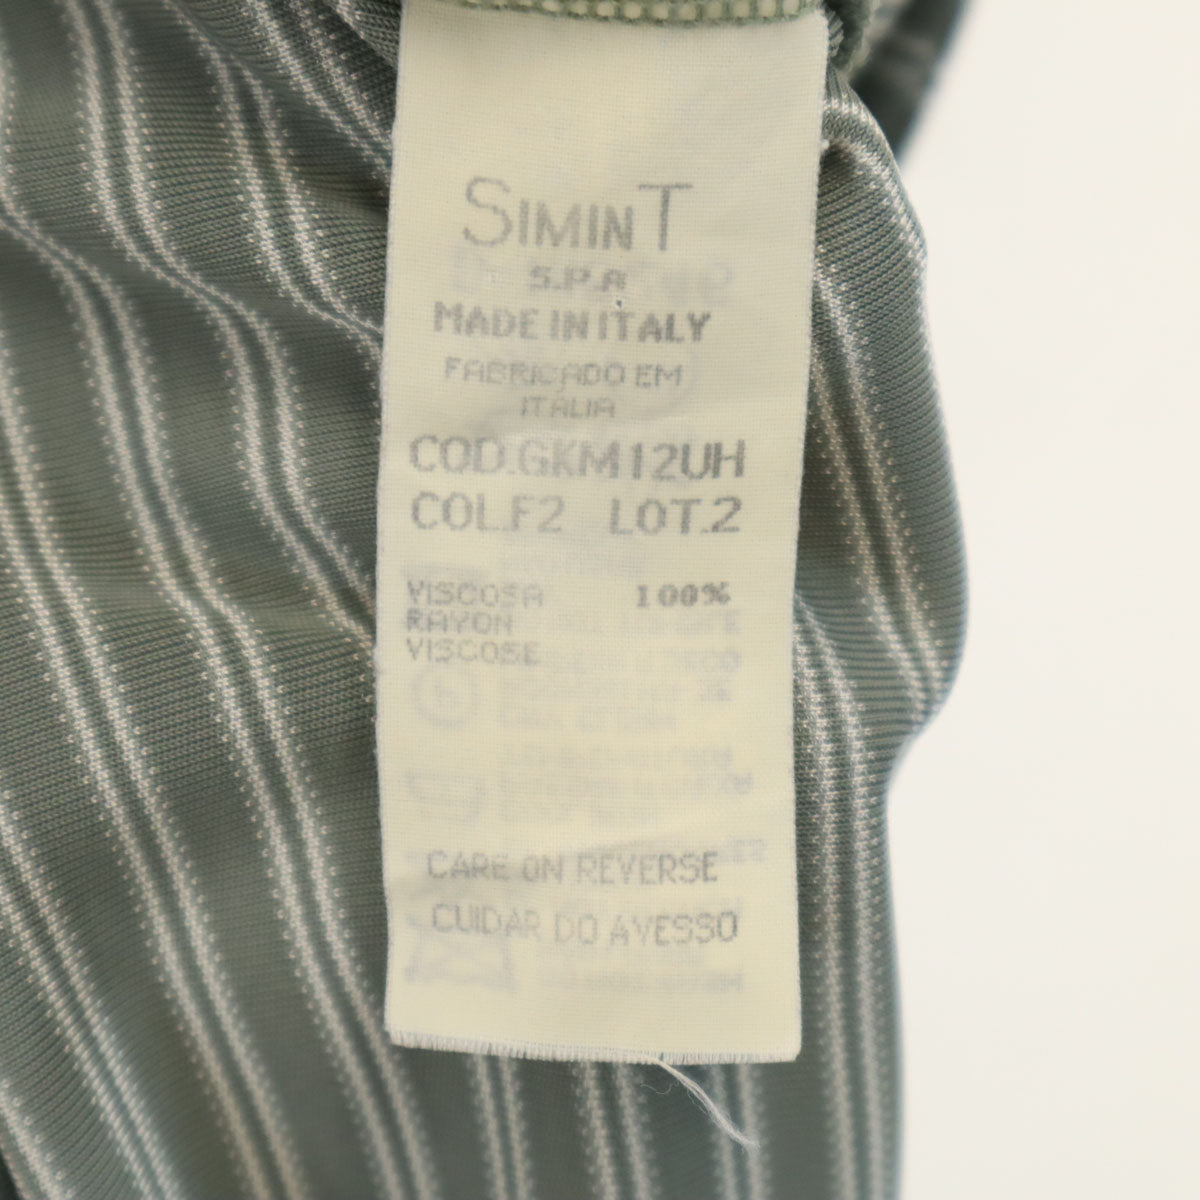 SIMINT
S.P.A
MADE IN ITALY
FABRICADO EM
ITALIA
COD.GKM12UH
COL.F2 LOT.2
VISCOSA 100%
RAYON
VISCOSE
CARE ON REVERSE
CUIDAR DO AVESSO